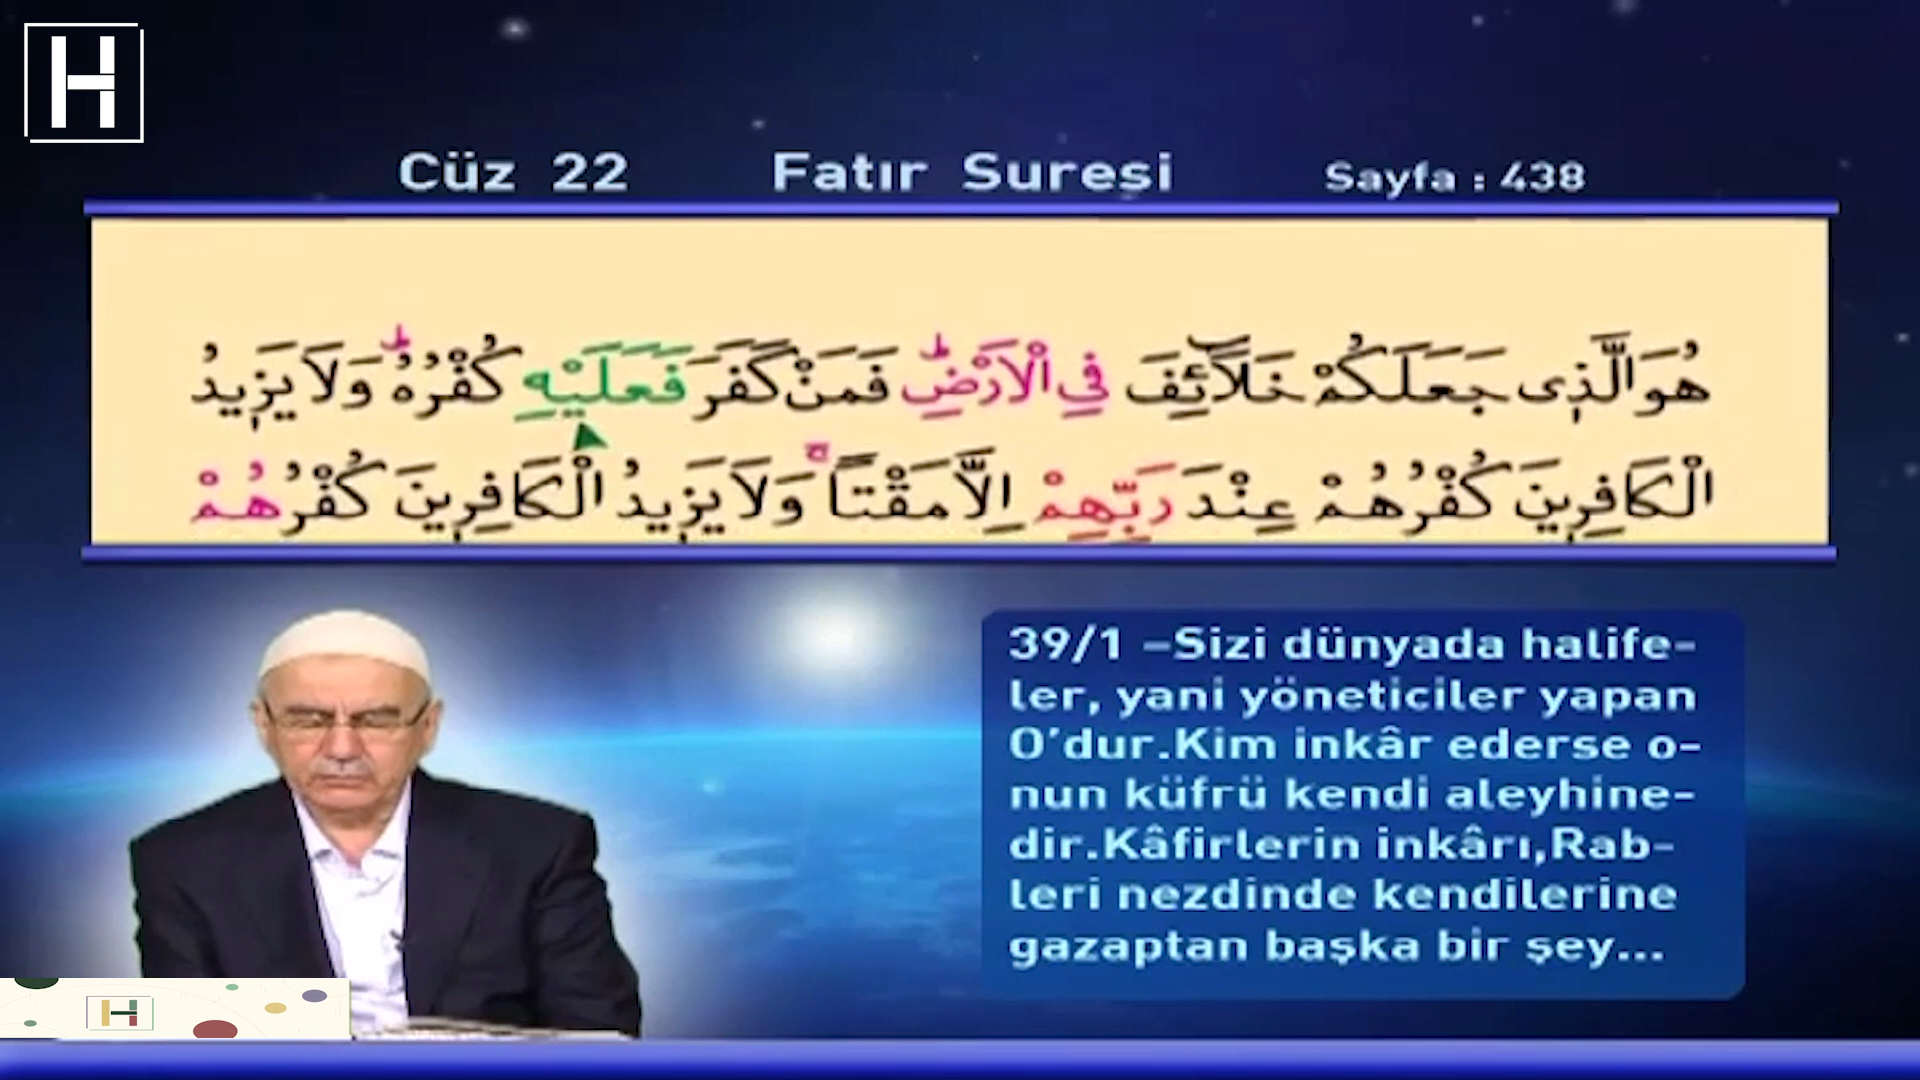 H
Cüz 22 Fatır Suresi Sayfa : 438
هُوَالَّذ۪ى جَعَلَكُمْ خَلَٓائِفَ فِي الْاَرْضِۜ فَمَنْ كَفَرَ فَعَلَيْهِ كُفْرُهُۜ وَلَا يَز۪يدُ
الْكَافِر۪ينَ كُفْرُهُمْ عِنْدَ رَبِّهِمْ اِلَّا مَقْتًاۚ وَلَا يَز۪يدُ الْكَافِر۪ينَ كُفْرُهُمْ
39/1 –Sizi dünyada halife-
ler, yani yöneticiler yapan
O'dur.Kim inkâr ederse o-
nun küfrü kendi aleyhine-
dir.Kâfirlerin inkârı,Rab-
leri nezdinde kendilerine
gazaptan başka bir şey...
H